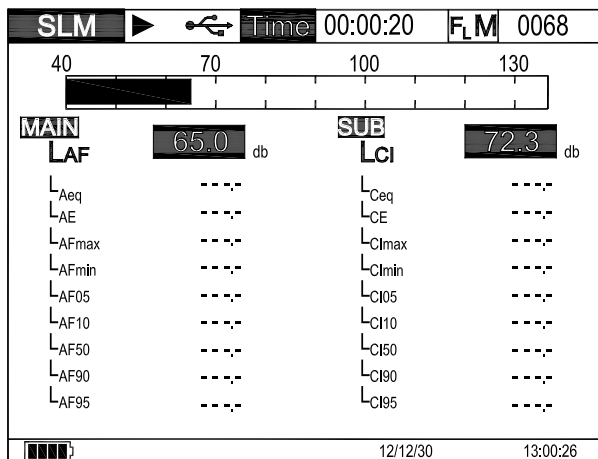 SLM Time 00:00:20 FL M 0068
40 70 100 130
MAIN SUB
LAF 65.0 db LCI 72.3 db
LAeq ---.- LCeq ---.-
LAE ---.- LCE ---.-
LAFmax ---.- LCImax ---.-
LAFmin ---.- LCImin ---.-
LAF05 ---.- LCI05 ---.-
LAF10 ---.- LCI10 ---.-
LAF50 ---.- LCI50 ---.-
LAF90 ---.- LCI90 ---.-
LAF95 ---.- LCI95 ---.-
12/12/30 13:00:26